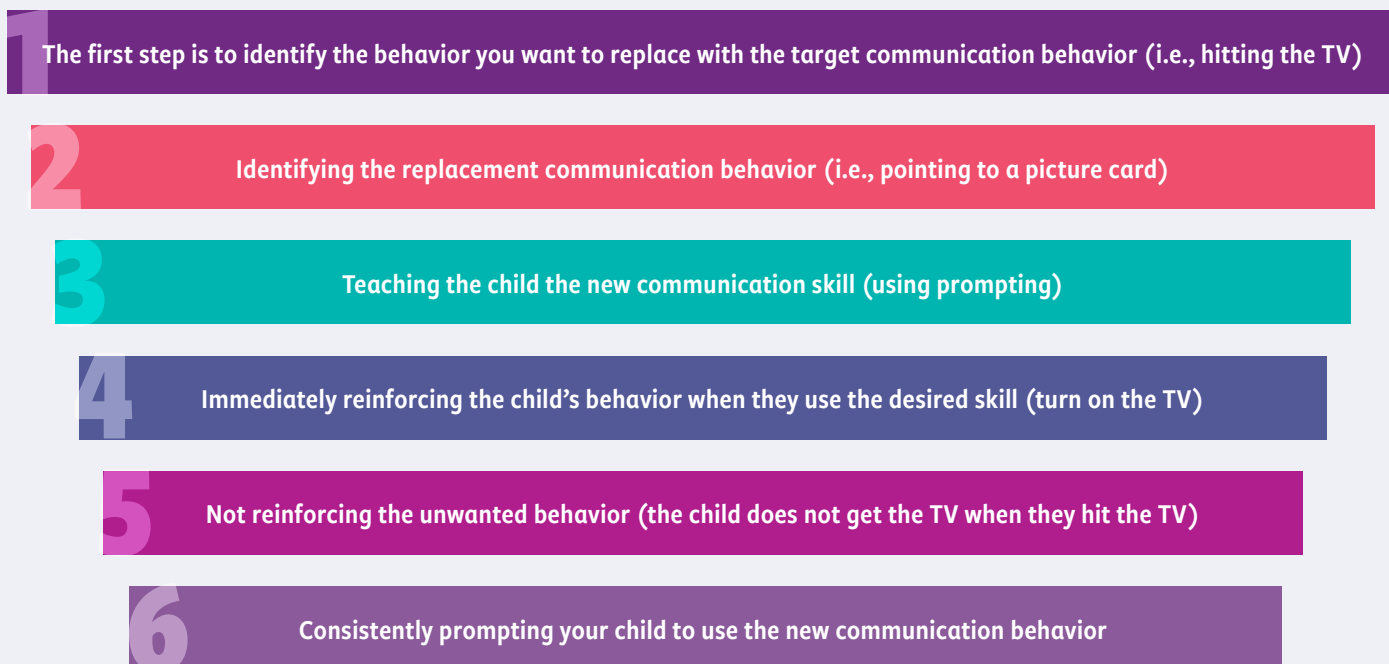 1
The first step is to identify the behavior you want to replace with the target communication behavior (i.e., hitting the TV)
2
Identifying the replacement communication behavior (i.e., pointing to a picture card)
3
Teaching the child the new communication skill (using prompting)
4
Immediately reinforcing the child’s behavior when they use the desired skill (turn on the TV)
5
Not reinforcing the unwanted behavior (the child does not get the TV when they hit the TV)
6
Consistently prompting your child to use the new communication behavior